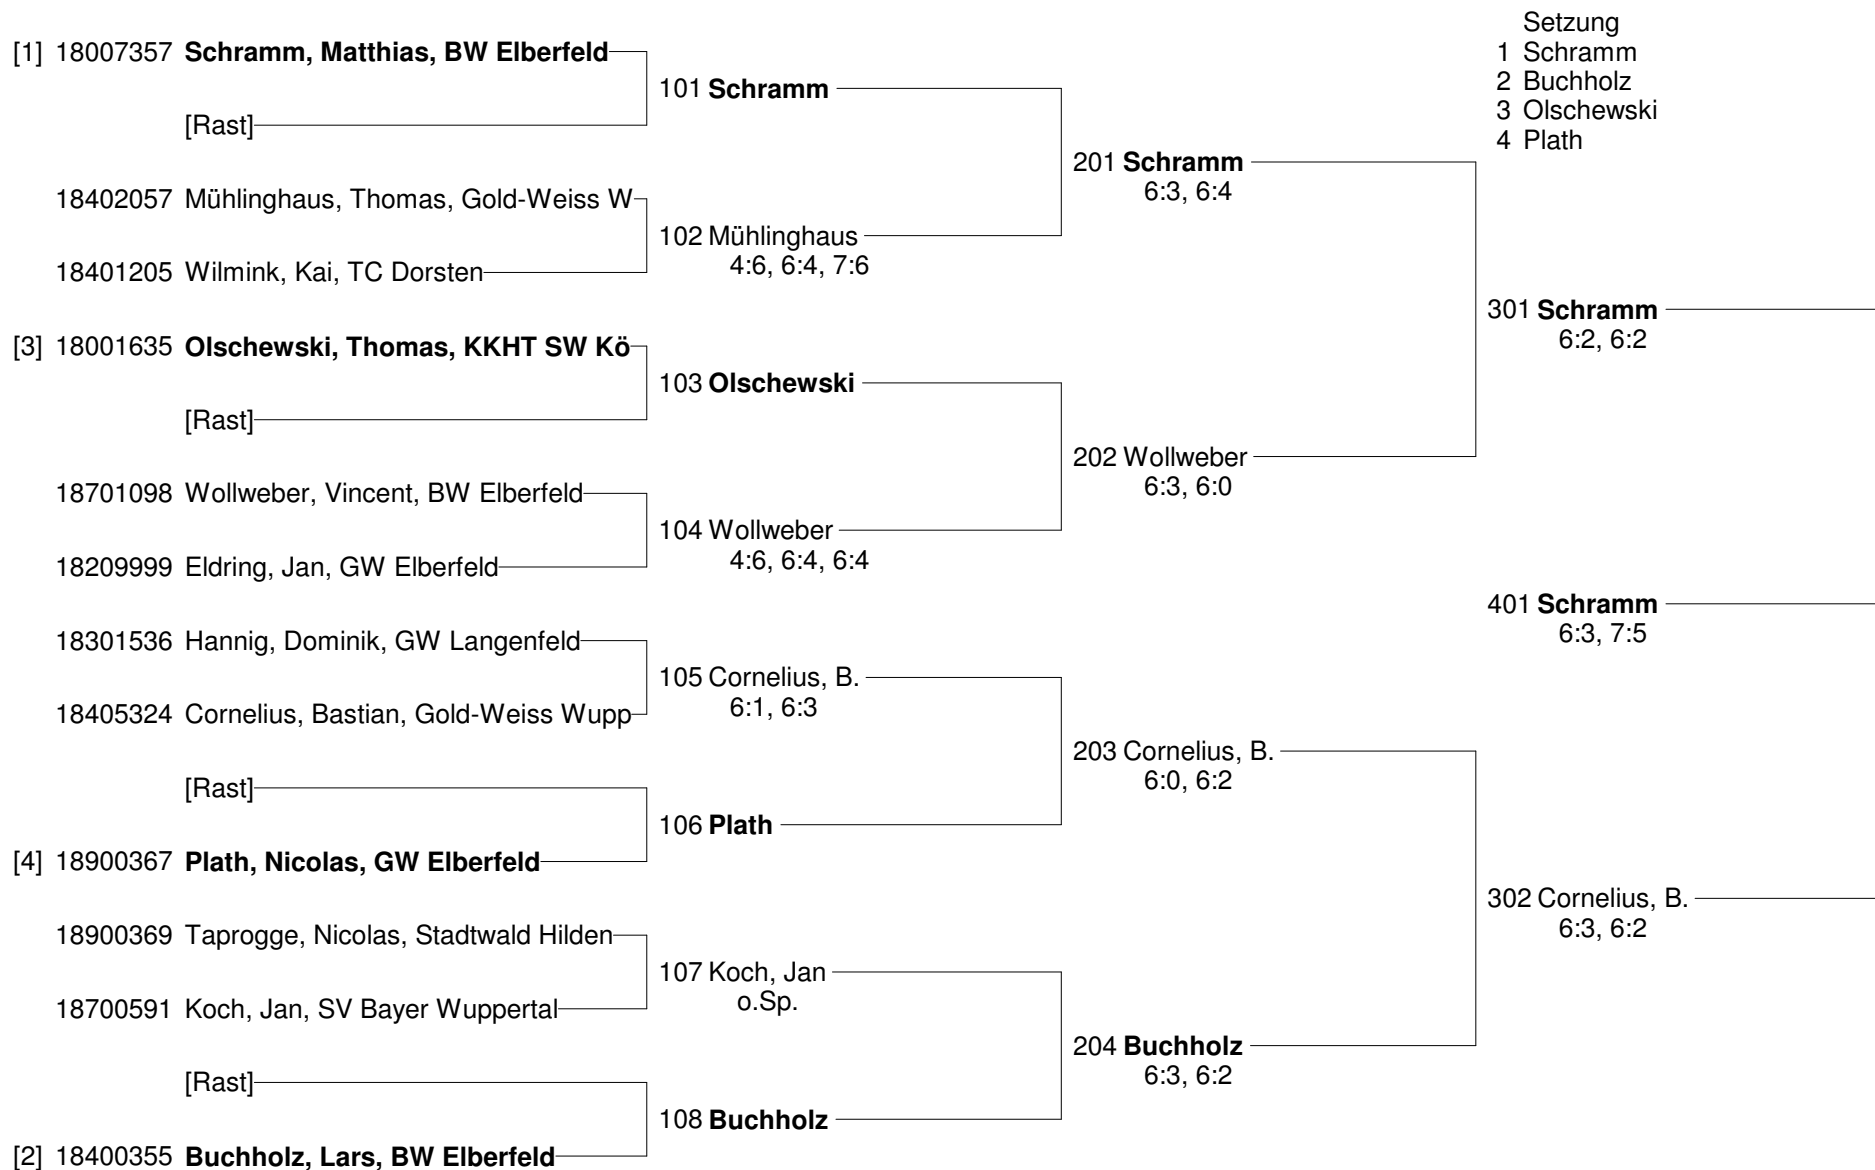 Setzung
1 Schramm
2 Buchholz
3 Olschewski
4 Plath
[1] 18007357 Schramm, Matthias, BW Elberfeld
[Rast]
18402057 Mühlinghaus, Thomas, Gold-Weiss W
18401205 Wilmink, Kai, TC Dorsten
[3] 18001635 Olschewski, Thomas, KKHT SW Kö
[Rast]
18701098 Wollweber, Vincent, BW Elberfeld
18209999 Eldring, Jan, GW Elberfeld
18301536 Hannig, Dominik, GW Langenfeld
18405324 Cornelius, Bastian, Gold-Weiss Wupp
[Rast]
[4] 18900367 Plath, Nicolas, GW Elberfeld
18900369 Taprogge, Nicolas, Stadtwald Hilden
18700591 Koch, Jan, SV Bayer Wuppertal
[Rast]
[2] 18400355 Buchholz, Lars, BW Elberfeld
101 Schramm
102 Mühlinghaus
4:6, 6:4, 7:6
103 Olschewski
104 Wollweber
4:6, 6:4, 6:4
105 Cornelius, B.
6:1, 6:3
106 Plath
107 Koch, Jan
o.Sp.
108 Buchholz
201 Schramm
6:3, 6:4
202 Wollweber
6:3, 6:0
203 Cornelius, B.
6:0, 6:2
204 Buchholz
6:3, 6:2
301 Schramm
6:2, 6:2
401 Schramm
6:3, 7:5
302 Cornelius, B.
6:3, 6:2